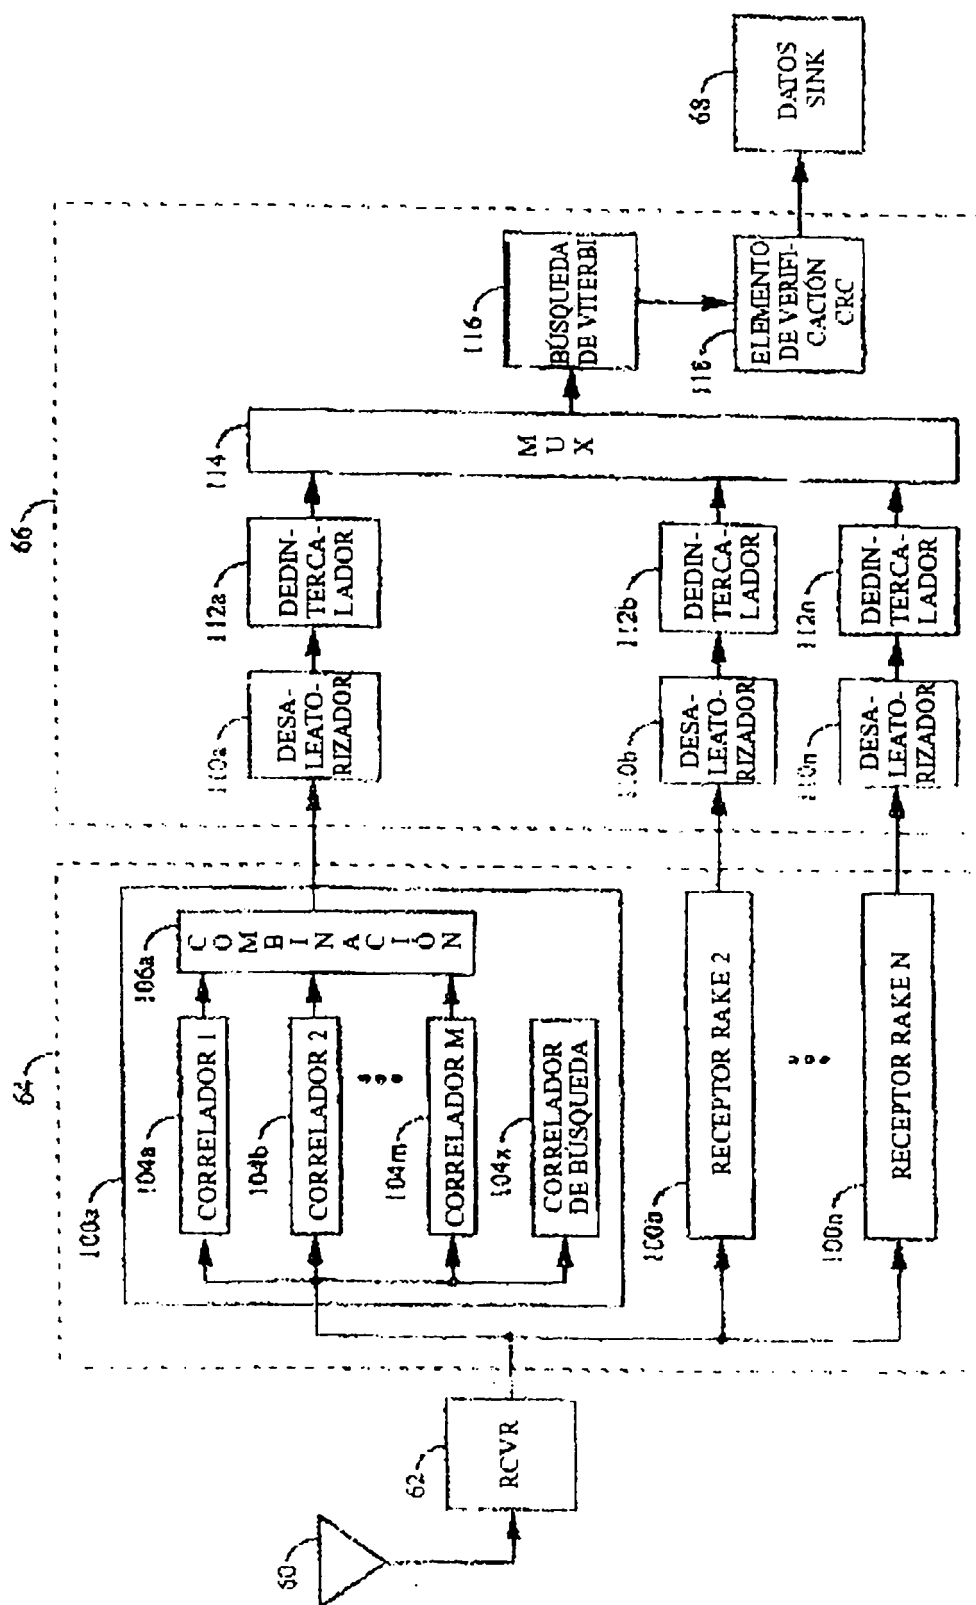 60
62
RCVR
64
100a
104a
CORRELADOR 1
104b
CORRELADOR 2
104m
CORRELADOR M
104x
CORRELADOR
DE BÚSQUEDA
106a
COMBINACIÓN
100b
RECEPTOR RAKE 2
100n
RECEPTOR RAKE N
66
110a
DESA-
LEATO-
RIZADOR
112a
DEDIN-
TERCA-
LADOR
110b
DESA-
LEATO-
RIZADOR
112b
DEDIN-
TERCA-
LADOR
110n
DESA-
LEATO-
RIZADOR
112n
DEDIN-
TERCA-
LADOR
114
MUX
116
BÚSQUEDA
DE VITERBI
118
ELEMENTO
DE VERIFI-
CACIÓN
CRC
68
DATOS
SINK